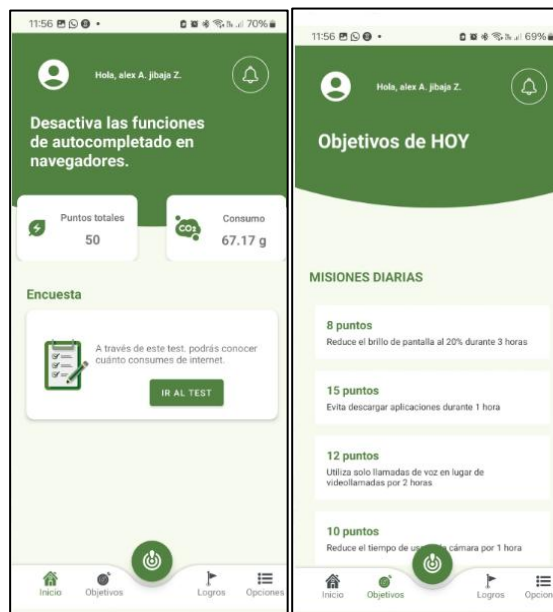 11:56
70%
Hola, alex A. jibaja Z.
Desactiva las funciones
de autocompletado en
navegadores.
Puntos totales
50
CO2
Consumo
67.17 g
Encuesta
A través de este test, podrás conocer
cuánto consumes de internet.
IR AL TEST
Inicio
Objetivos
Logros
Opciones
11:56
69%
Hola, alex A. jibaja Z.
Objetivos de HOY
MISIONES DIARIAS
8 puntos
Reduce el brillo de pantalla al 20% durante 3 horas
15 puntos
Evita descargar aplicaciones durante 1 hora
12 puntos
Utiliza solo llamadas de voz en lugar de
videollamadas por 2 horas
10 puntos
Reduce el tiempo de cámara por 1 hora
Inicio
Objetivos
Logros
Opcione